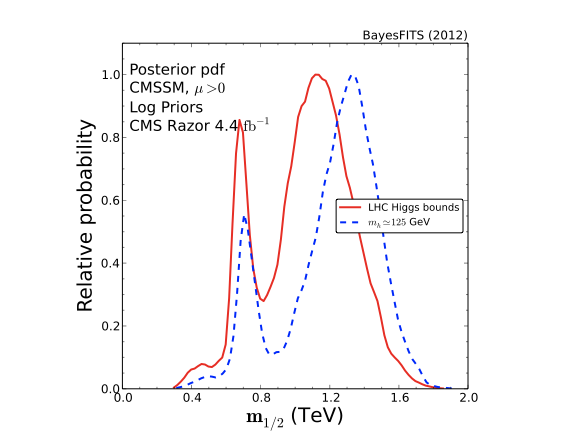 BayesFITS (2012)
Posterior pdf
CMSSM, μ >0
Log Priors
CMS Razor 4.4 fb⁻¹
Relative probability
1.0
0.8
0.6
0.4
0.2
0.0
LHC Higgs bounds
mₕ≃125 GeV
0.0 0.4 0.8 1.2 1.6 2.0
m₁/₂ (TeV)